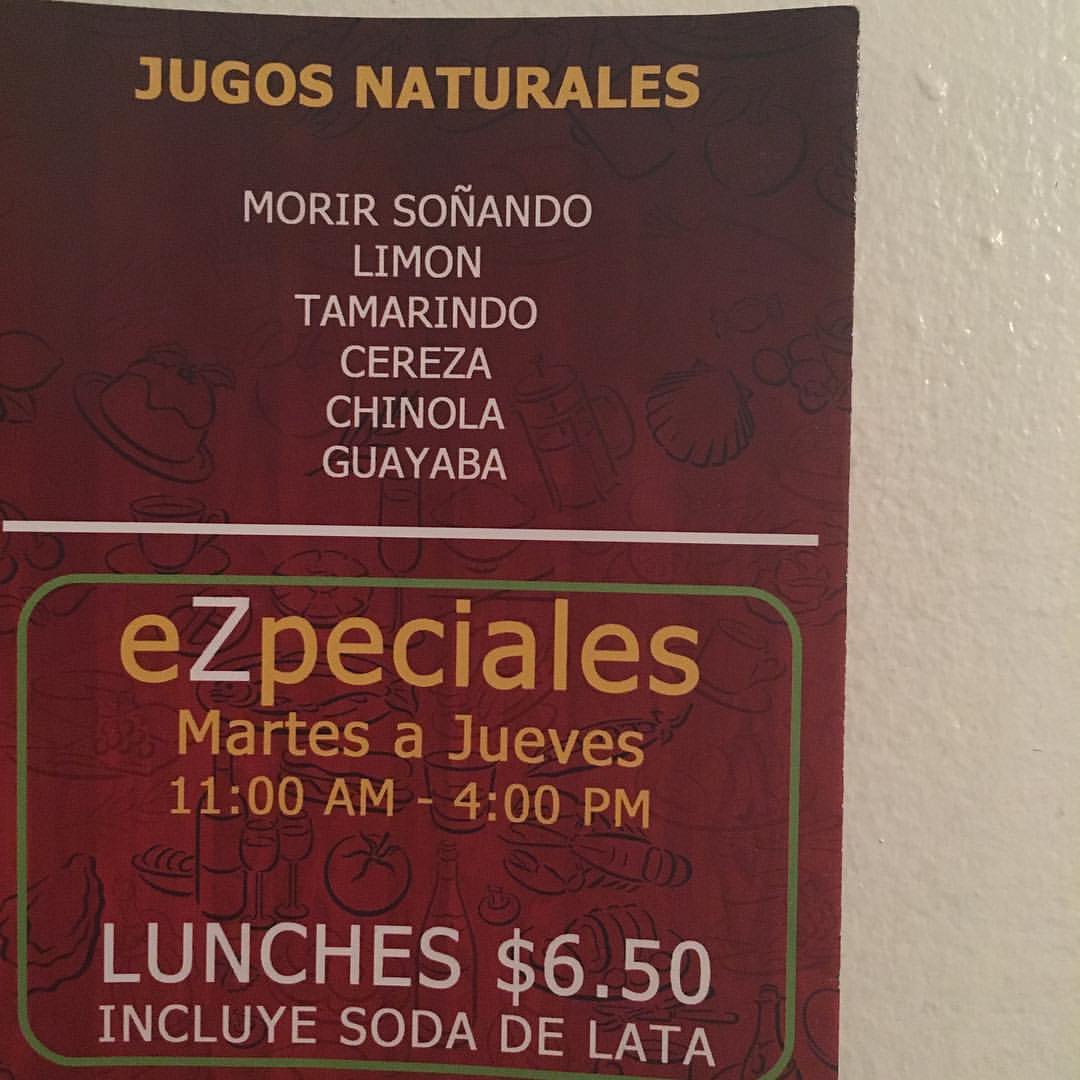 JUGOS NATURALES
MORIR SOÑANDO
LIMON
TAMARINDO
CEREZA
CHINOLA
GUAYABA
eZpeciales
Martes a Jueves
11:00 AM - 4:00 PM
LUNCHES $6.50
INCLUYE SODA DE LATA